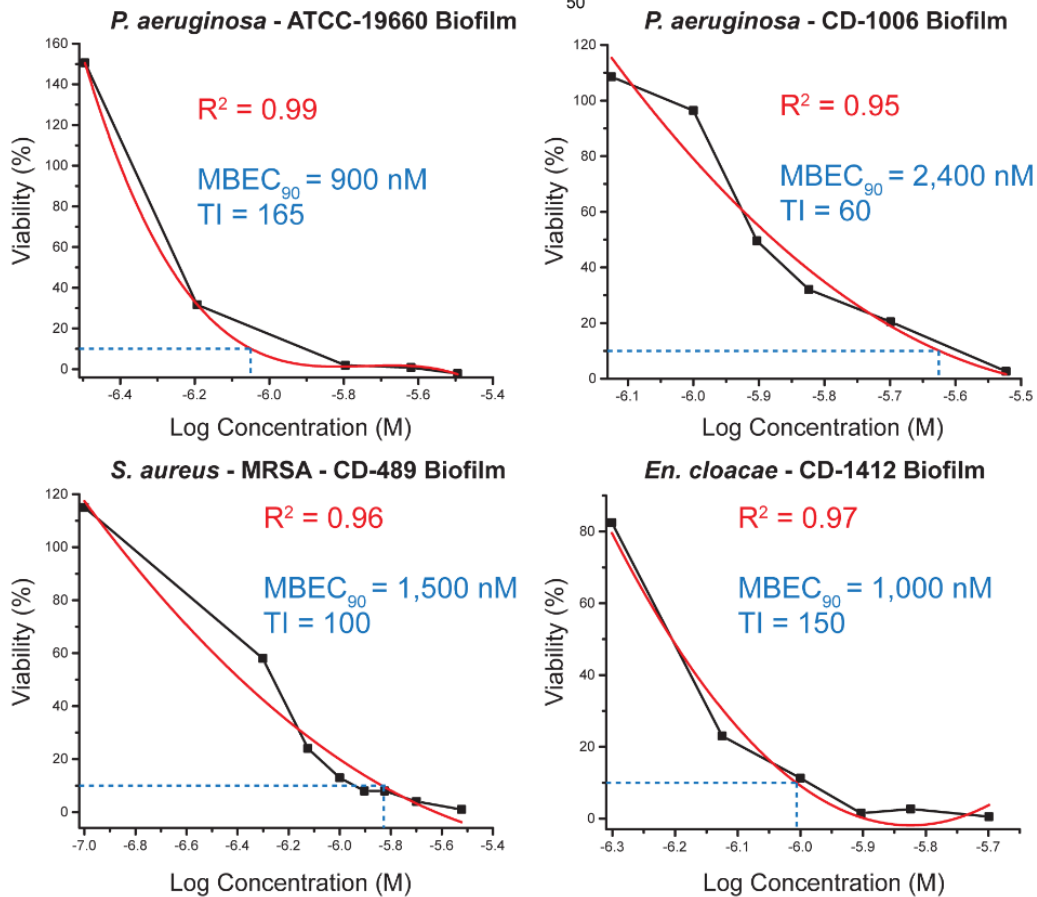 50
P. aeruginosa - ATCC-19660 Biofilm
160
140
120
100
80
60
40
20
0
Viability (%)
R² = 0.99
MBEC₉₀ = 900 nM
TI = 165
-6.4 -6.2 -6.0 -5.8 -5.6 -5.4
Log Concentration (M)
P. aeruginosa - CD-1006 Biofilm
120
100
80
60
40
20
0
Viability (%)
R² = 0.95
MBEC₉₀ = 2,400 nM
TI = 60
-6.1 -6.0 -5.9 -5.8 -5.7 -5.6 -5.5
Log Concentration (M)
S. aureus - MRSA - CD-489 Biofilm
120
100
80
60
40
20
0
Viability (%)
R² = 0.96
MBEC₉₀ = 1,500 nM
TI = 100
-7.0 -6.8 -6.6 -6.4 -6.2 -6.0 -5.8 -5.6 -5.4
Log Concentration (M)
En. cloacae - CD-1412 Biofilm
80
60
40
20
0
Viability (%)
R² = 0.97
MBEC₉₀ = 1,000 nM
TI = 150
-6.3 -6.2 -6.1 -6.0 -5.9 -5.8 -5.7
Log Concentration (M)